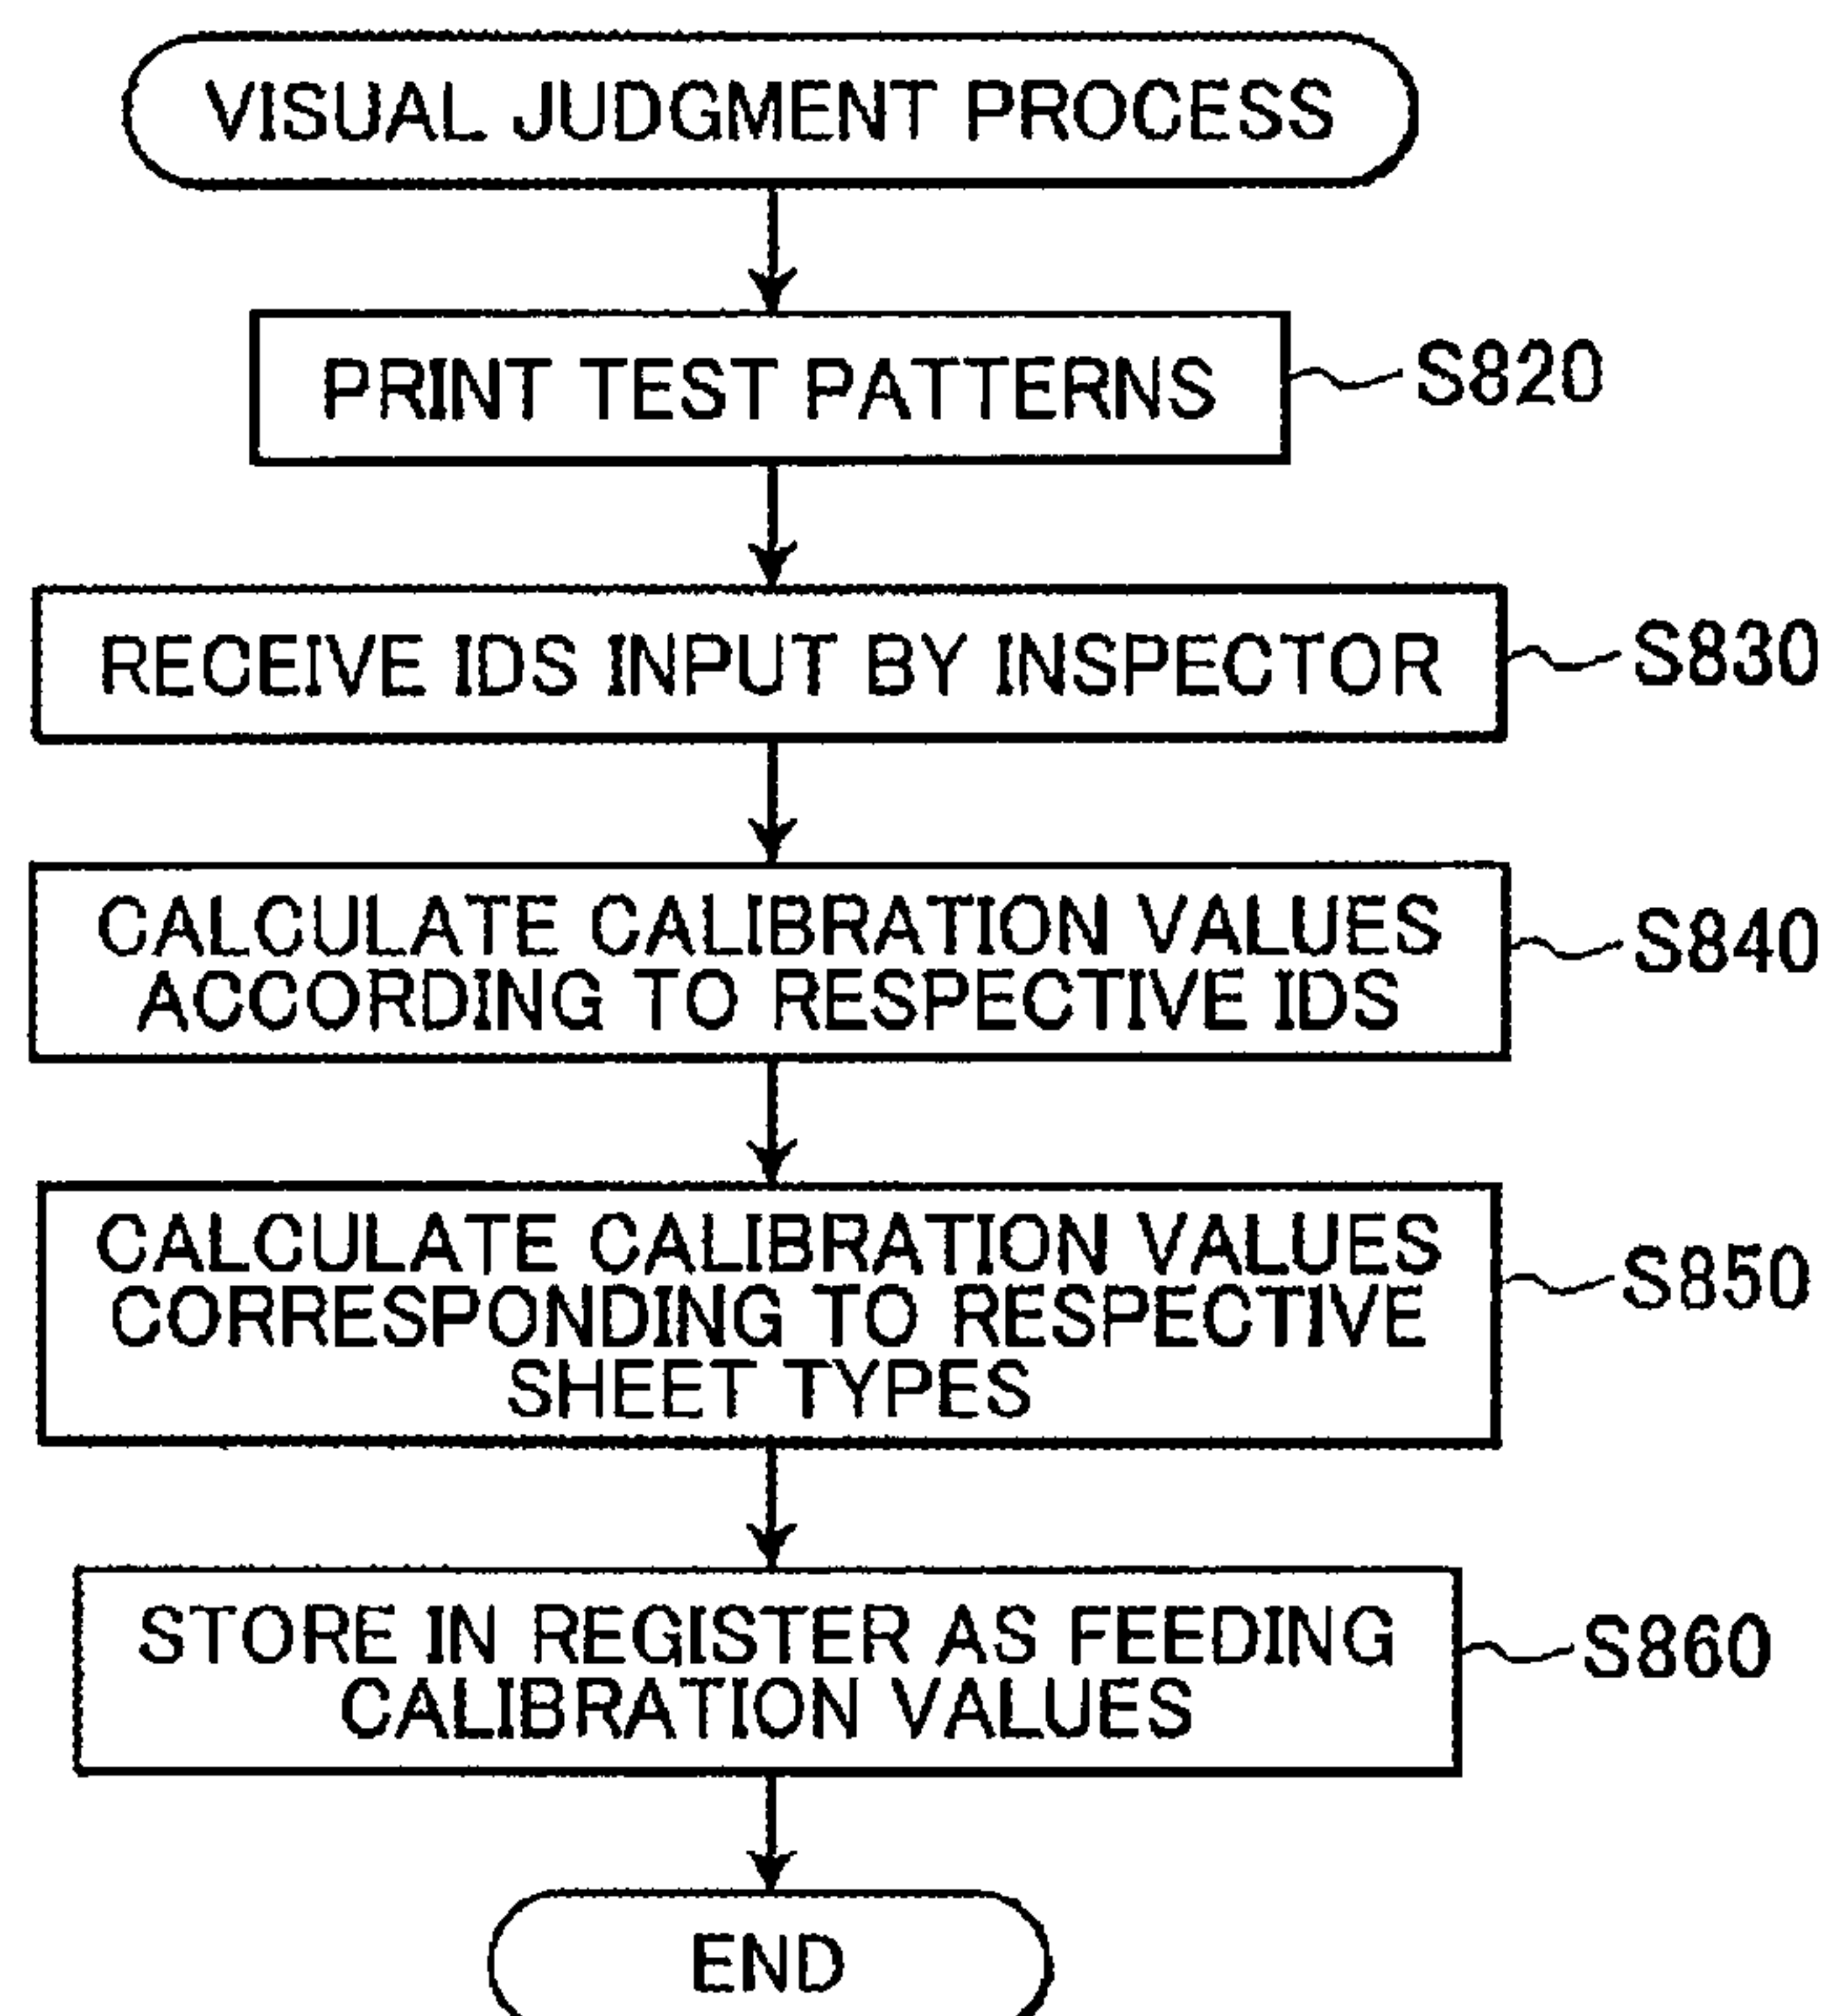 VISUAL JUDGMENT PROCESS
PRINT TEST PATTERNS
S820
RECEIVE IDS INPUT BY INSPECTOR
S830
CALCULATE CALIBRATION VALUES
ACCORDING TO RESPECTIVE IDS
S840
CALCULATE CALIBRATION VALUES
CORRESPONDING TO RESPECTIVE
SHEET TYPES
S850
STORE IN REGISTER AS FEEDING
CALIBRATION VALUES
S860
END